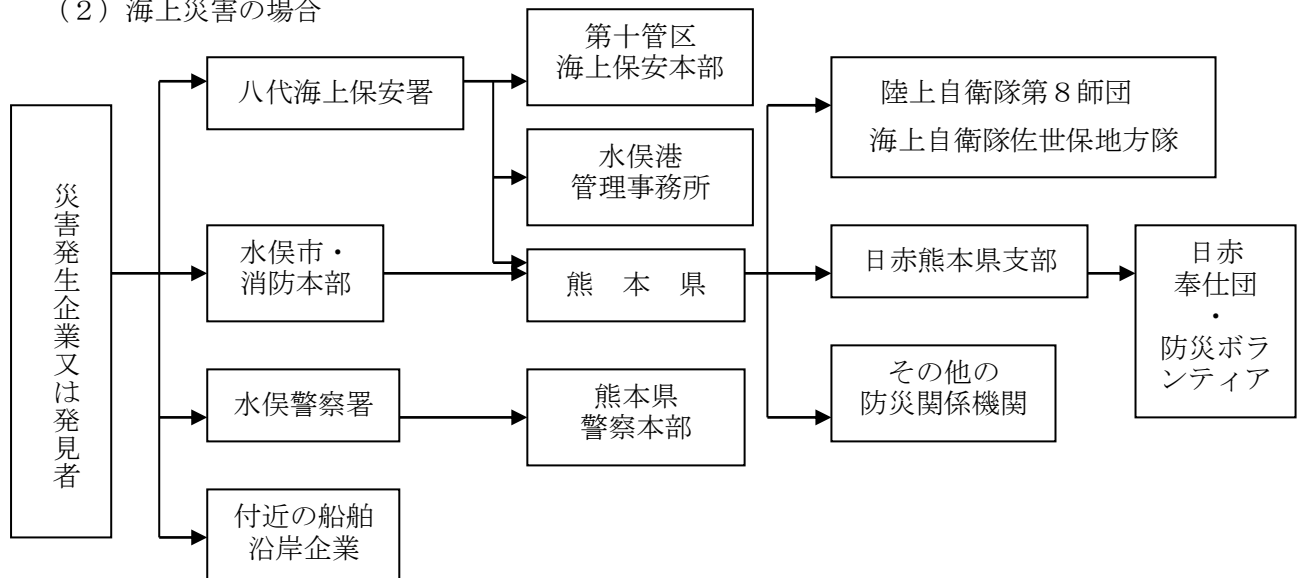 （２）海上災害の場合
災害発生企業又は発見者
八代海上保安署
水俣市・
消防本部
水俣警察署
付近の船舶
沿岸企業
第十管区
海上保安本部
水俣港
管理事務所
熊　本　県
熊本県
警察本部
陸上自衛隊第８師団
海上自衛隊佐世保地方隊
日赤熊本県支部
その他の
防災関係機関
日赤
奉仕団
・
防災ボラ
ンティア